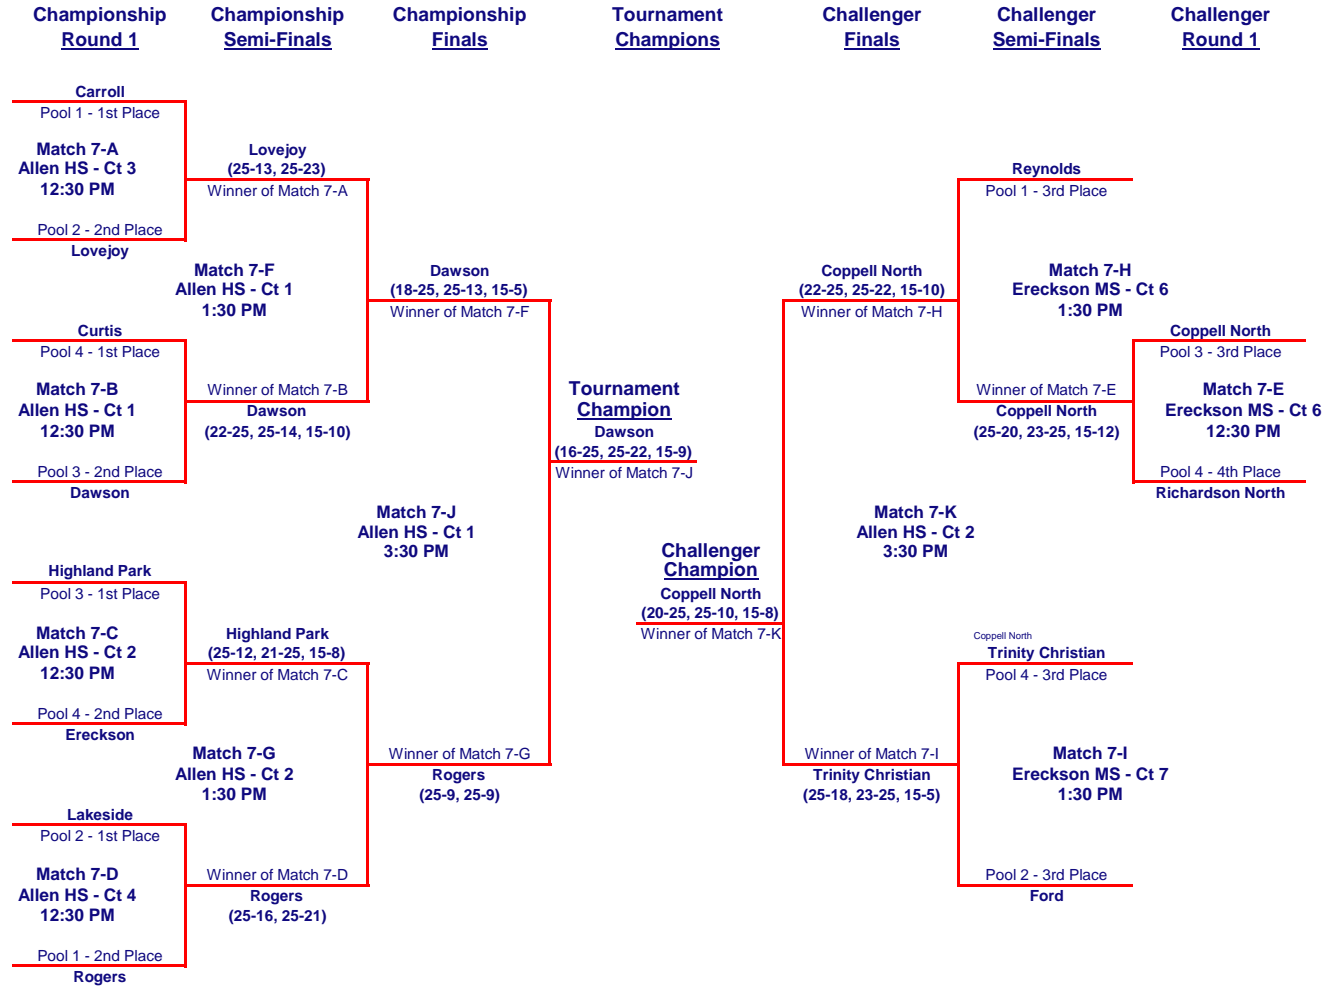 Championship Championship Championship Tournament Challenger Challenger Challenger
Round 1 Semi-Finals Finals Champions Finals Semi-Finals Round 1
Carroll
Pool 1 - 1st Place
Match 7-A
Allen HS - Ct 3
12:30 PM
Pool 2 - 2nd Place
Lovejoy
Curtis
Pool 4 - 1st Place
Match 7-B
Allen HS - Ct 1
12:30 PM
Pool 3 - 2nd Place
Dawson
Highland Park
Pool 3 - 1st Place
Match 7-C
Allen HS - Ct 2
12:30 PM
Pool 4 - 2nd Place
Ereckson
Lakeside
Pool 2 - 1st Place
Match 7-D
Allen HS - Ct 4
12:30 PM
Pool 1 - 2nd Place
Rogers
Lovejoy
(25-13, 25-23)
Winner of Match 7-A
Match 7-F
Allen HS - Ct 1
1:30 PM
Winner of Match 7-B
Dawson
(22-25, 25-14, 15-10)
Highland Park
(25-12, 21-25, 15-8)
Winner of Match 7-C
Match 7-G
Allen HS - Ct 2
1:30 PM
Winner of Match 7-D
Rogers
(25-16, 25-21)
Dawson
(18-25, 25-13, 15-5)
Winner of Match 7-F
Match 7-J
Allen HS - Ct 1
3:30 PM
Winner of Match 7-G
Rogers
(25-9, 25-9)
Tournament
Champion
Dawson
(16-25, 25-22, 15-9)
Winner of Match 7-J
Challenger
Champion
Coppell North
(20-25, 25-10, 15-8)
Winner of Match 7-K
Coppell North
(22-25, 25-22, 15-10)
Winner of Match 7-H
Match 7-K
Allen HS - Ct 2
3:30 PM
Winner of Match 7-I
Trinity Christian
(25-18, 23-25, 15-5)
Reynolds
Pool 1 - 3rd Place
Match 7-H
Ereckson MS - Ct 6
1:30 PM
Winner of Match 7-E
Coppell North
(25-20, 23-25, 15-12)
Coppell North
Trinity Christian
Pool 4 - 3rd Place
Match 7-I
Ereckson MS - Ct 7
1:30 PM
Pool 2 - 3rd Place
Ford
Coppell North
Pool 3 - 3rd Place
Match 7-E
Ereckson MS - Ct 6
12:30 PM
Pool 4 - 4th Place
Richardson North